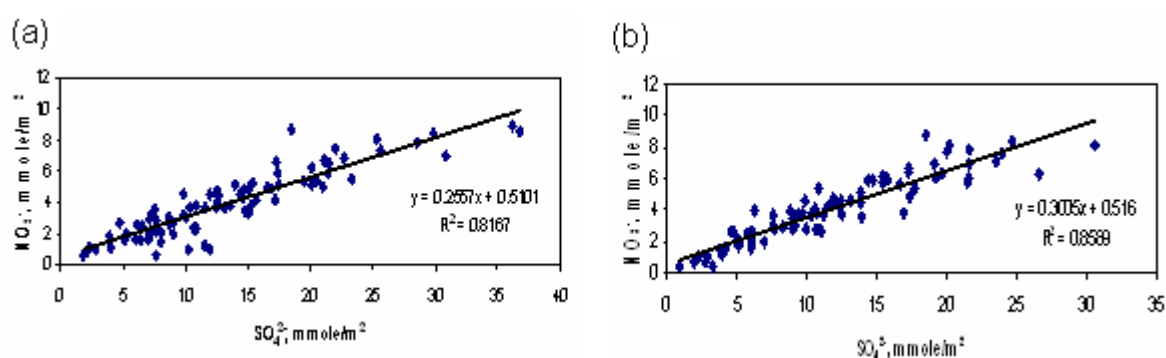 (a)
12
10
8
6
4
2
0
NO₃⁻, mmole/m²
y = 0.2557x + 0.5101
R² = 0.8167
0 5 10 15 20 25 30 35 40
SO₄²⁻, mmole/m²
(b)
12
10
8
6
4
2
0
NO₃⁻, mmole/m²
y = 0.3005x + 0.516
R² = 0.8589
0 5 10 15 20 25 30 35
SO₄²⁻, mmole/m²